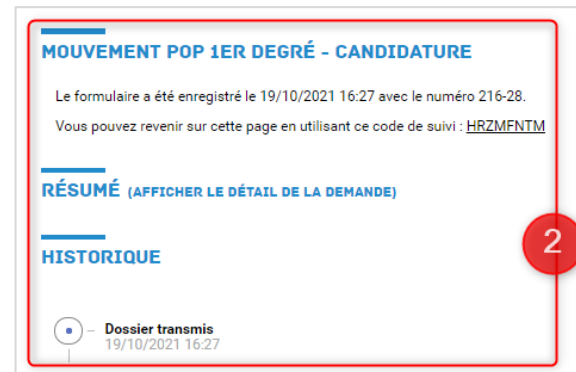 MOUVEMENT POP 1ER DEGRÉ - CANDIDATURE
Le formulaire a été enregistré le 19/10/2021 16:27 avec le numéro 216-28.
Vous pouvez revenir sur cette page en utilisant ce code de suivi : HRZMFNTM
RÉSUMÉ (AFFICHER LE DÉTAIL DE LA DEMANDE)
2
HISTORIQUE
Dossier transmis
19/10/2021 16:27